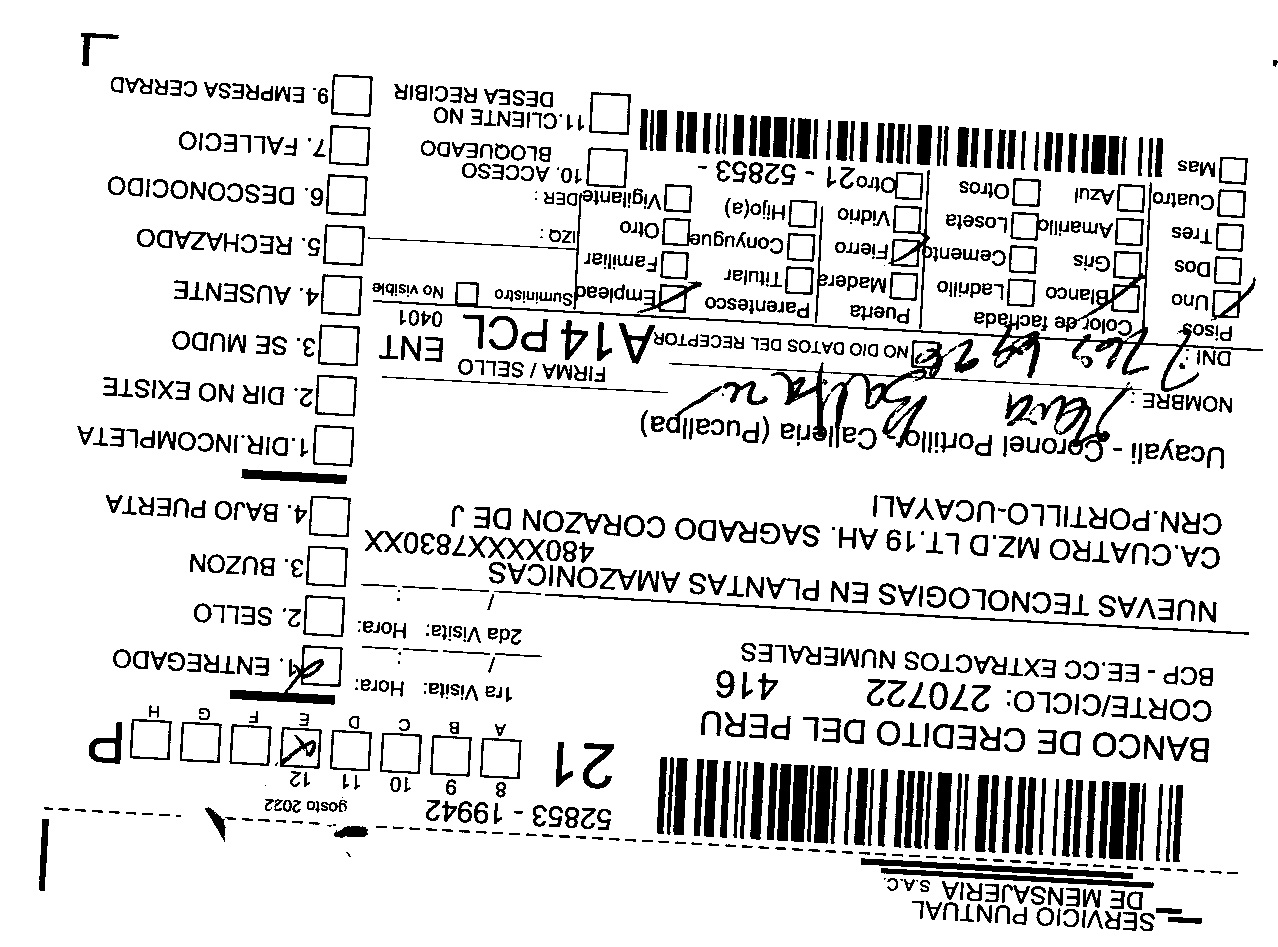 SERVICIO PUNTUAL
DE MENSAJERIA S.A.C.
52853 - 19942
gosto 2022
21
8 9 10 11 12
A B C D E F G H
P
BANCO DE CREDITO DEL PERU
CORTE/CICLO: 270722 416
BCP - EE.CC EXTRACTOS NUMERALES
1ra Visita: Hora:
/ :
2da Visita: Hora:
/ :
NUEVAS TECNOLOGIAS EN PLANTAS AMAZONICAS
480XXXXX7830XX
CA.CUATRO MZ.D LT.19 AH. SAGRADO CORAZON DE J
CRN.PORTILLO-UCAYALI
Ucayali - Coronel Portillo - Calleria (Pucallpa)
1. ENTREGADO
2. SELLO
3. BUZON
4. BAJO PUERTA
1.DIR.INCOMPLETA
2. DIR NO EXISTE
3. SE MUDO
4. AUSENTE
5. RECHAZADO
6. DESCONOCIDO
7. FALLECIO
9. EMPRESA CERRAD
NOMBRE :
FIRMA / SELLO
DNI :
NO DIO DATOS DEL RECEPTOR
A 14 PCL ENT
0401
Pisos
Uno
Dos
Tres
Cuatro
Mas
Color de fachada
Blanco
Gris
Amarillo
Azul
Ladrillo
Cemento
Loseta
Otros
Puerta
Madera
Fierro
Vidrio
Otro
Parentesco
Titular
Conyugue
Hijo(a)
Emplead
Familiar
Otro
Vigilante
Suministro
No visible
IZQ :
DER :
21 - 52853 -
10. ACCESO
BLOQUEADO
11.CLIENTE NO
DESEA RECIBIR